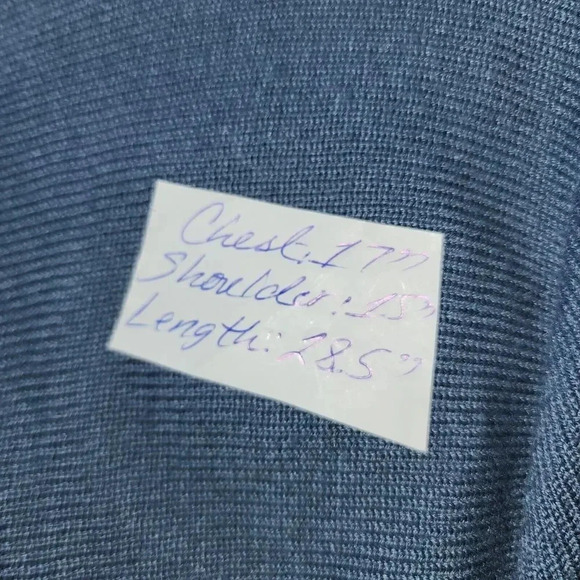 Chest: 17"
Shoulder: 15"
Length: 28.5"